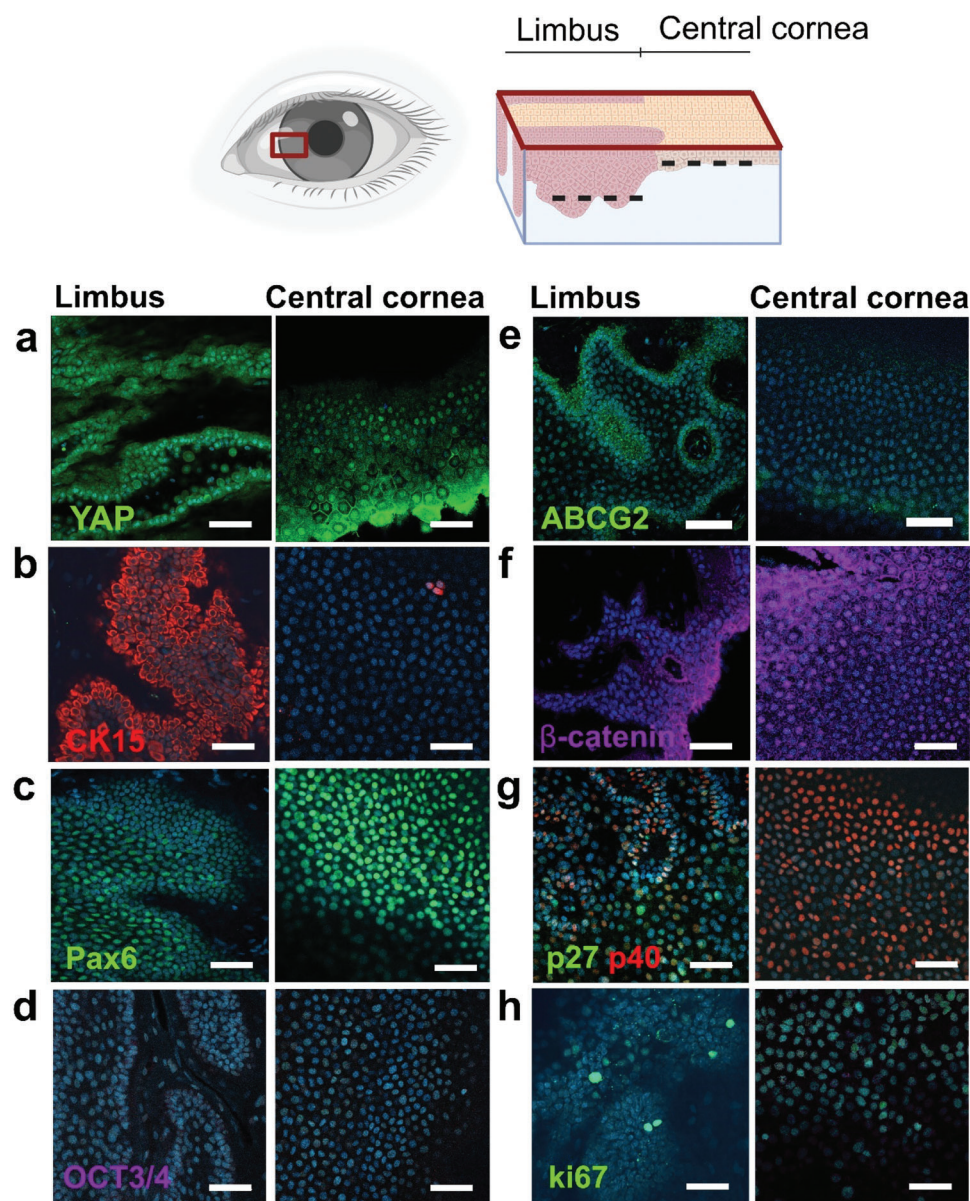 Limbus Central cornea
Limbus Central cornea Limbus Central cornea
a
YAP
e
ABCG2
b
CK15
f
β-catenin
c
Pax6
g
p27 p40
d
OCT3/4
h
ki67